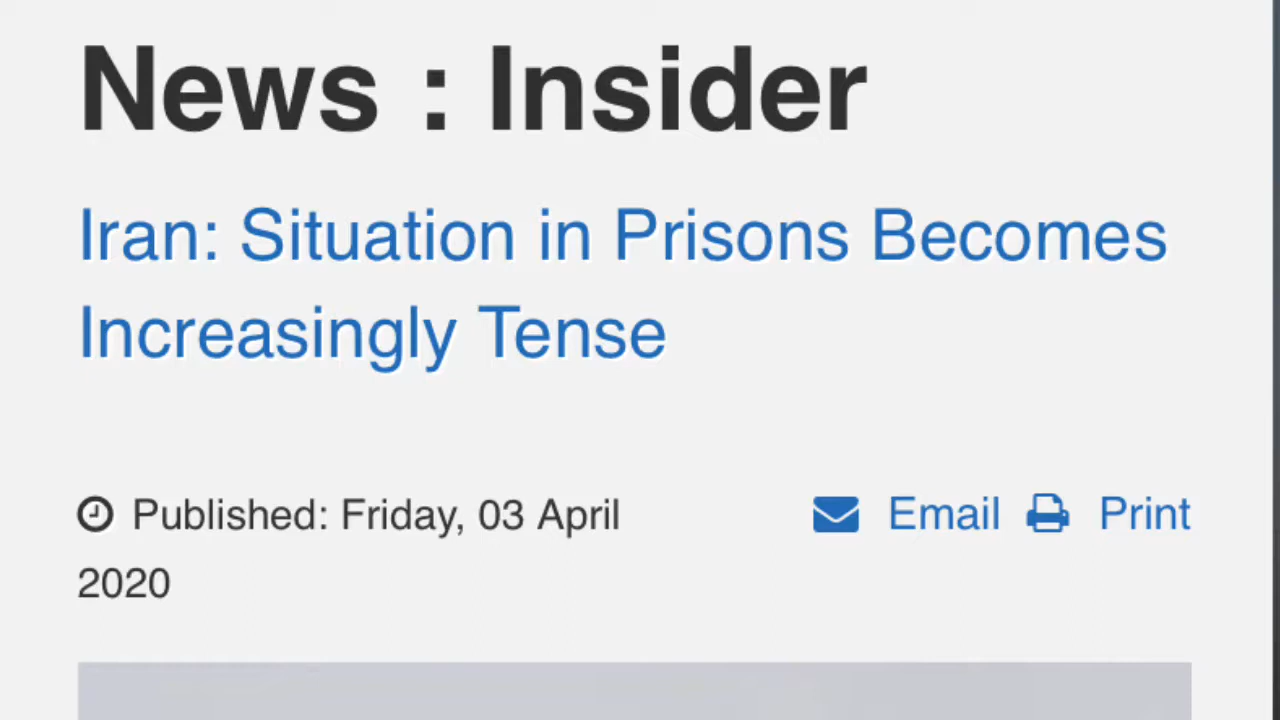 News : Insider
Iran: Situation in Prisons Becomes
Increasingly Tense
Published: Friday, 03 April
2020
Email Print